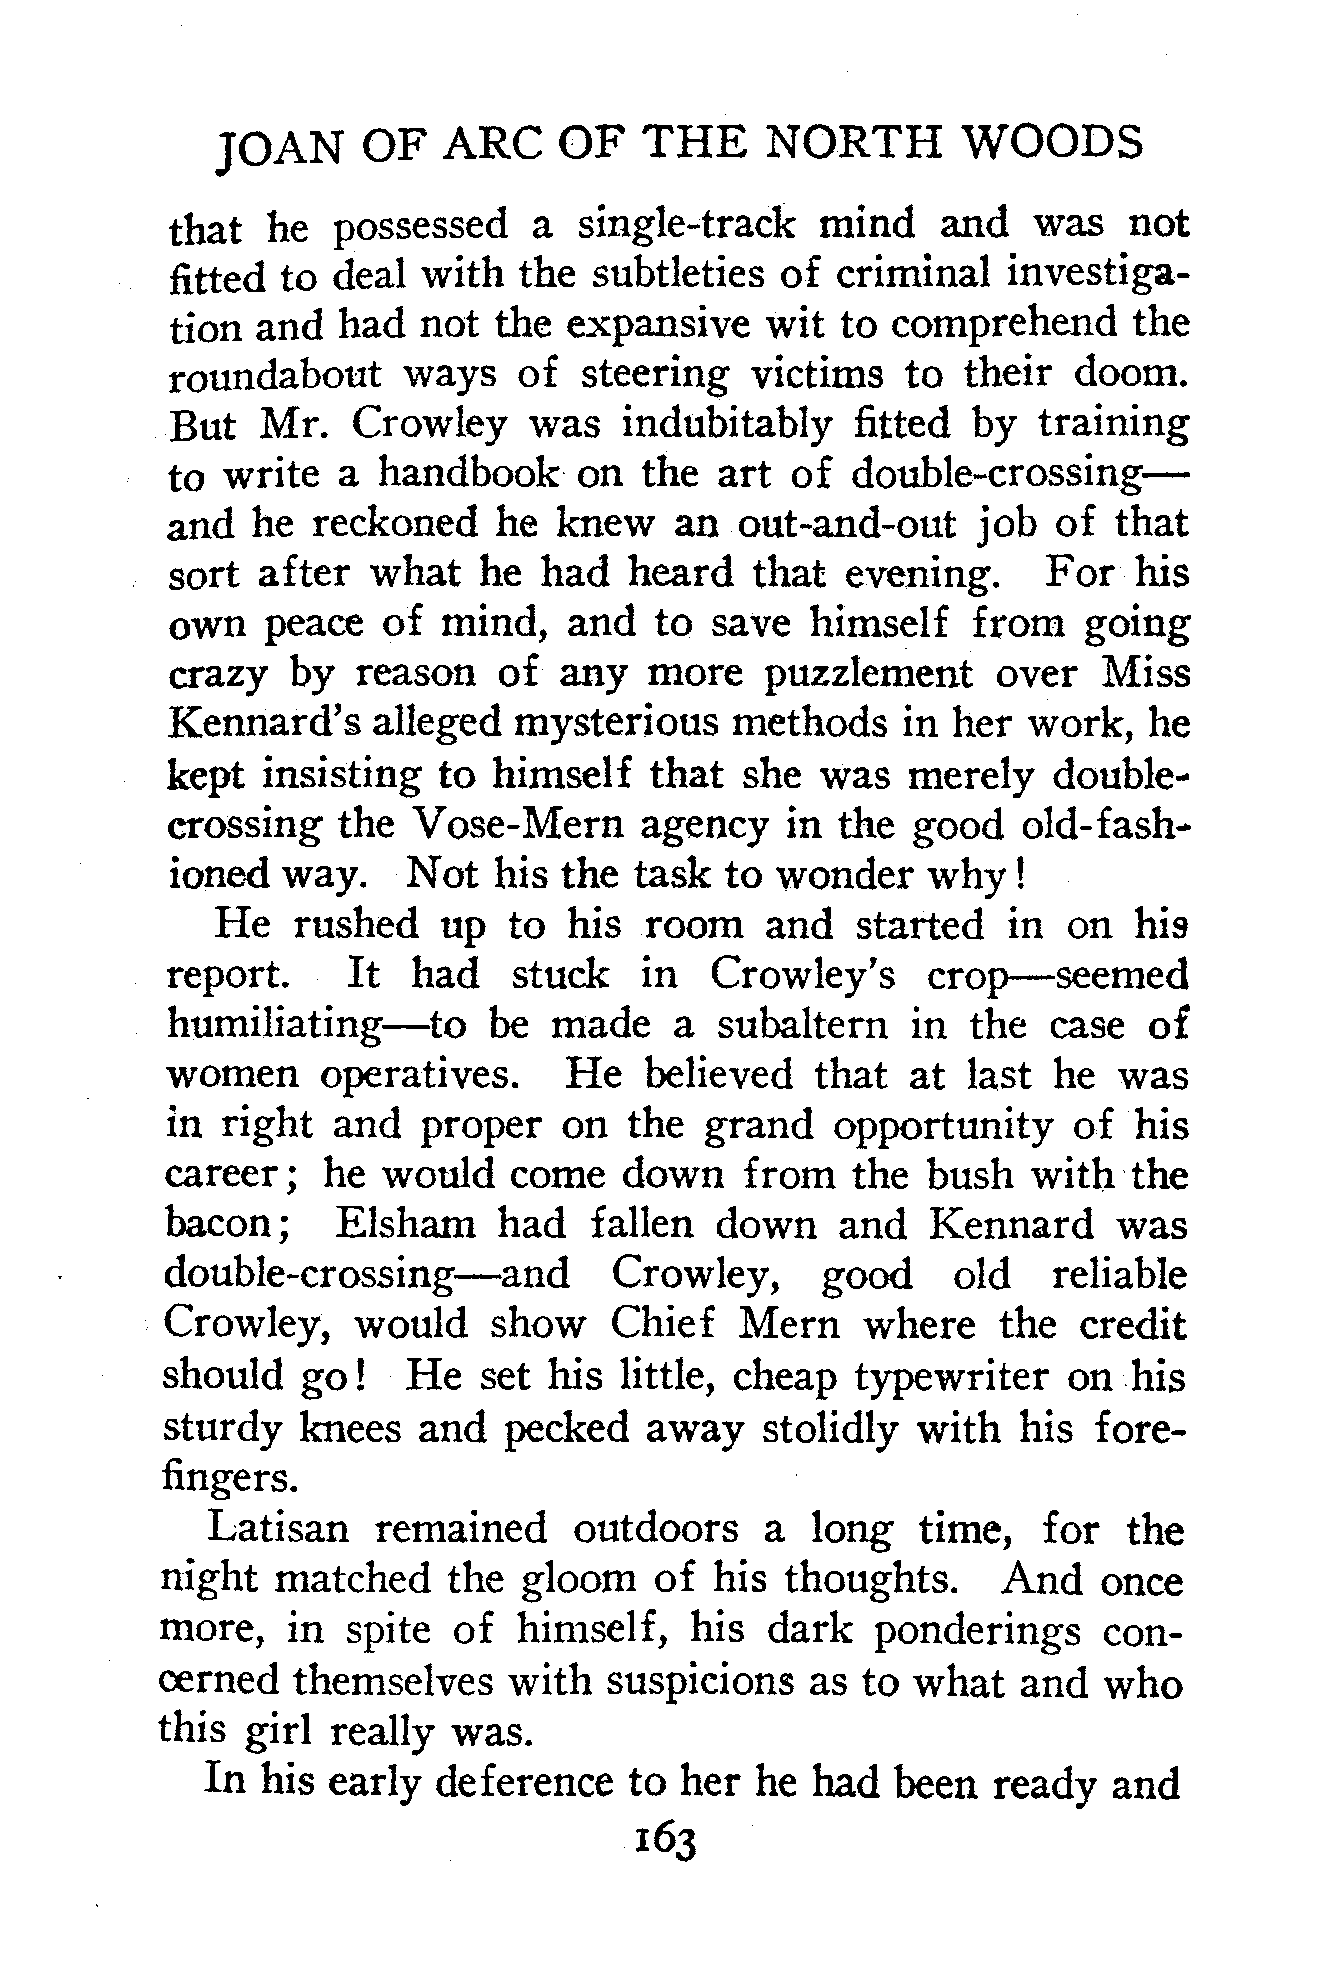 JOAN OF ARC OF THE NORTH WOODS
that he possessed a single-track mind and was not
fitted to deal with the subtleties of criminal investiga-
tion and had not the expansive wit to comprehend the
roundabout ways of steering victims to their doom.
But Mr. Crowley was indubitably fitted by training
to write a handbook on the art of double-crossing—
and he reckoned he knew an out-and-out job of that
sort after what he had heard that evening. For his
own peace of mind, and to save himself from going
crazy by reason of any more puzzlement over Miss
Kennard's alleged mysterious methods in her work, he
kept insisting to himself that she was merely double-
crossing the Vose-Mern agency in the good old-fash-
ioned way. Not his the task to wonder why!
He rushed up to his room and started in on his
report. It had stuck in Crowley's crop—seemed
humiliating—to be made a subaltern in the case of
women operatives. He believed that at last he was
in right and proper on the grand opportunity of his
career; he would come down from the bush with the
bacon; Elsham had fallen down and Kennard was
double-crossing—and Crowley, good old reliable
Crowley, would show Chief Mern where the credit
should go! He set his little, cheap typewriter on his
sturdy knees and pecked away stolidly with his fore-
fingers.
Latisan remained outdoors a long time, for the
night matched the gloom of his thoughts. And once
more, in spite of himself, his dark ponderings con-
cerned themselves with suspicions as to what and who
this girl really was.
In his early deference to her he had been ready and
163